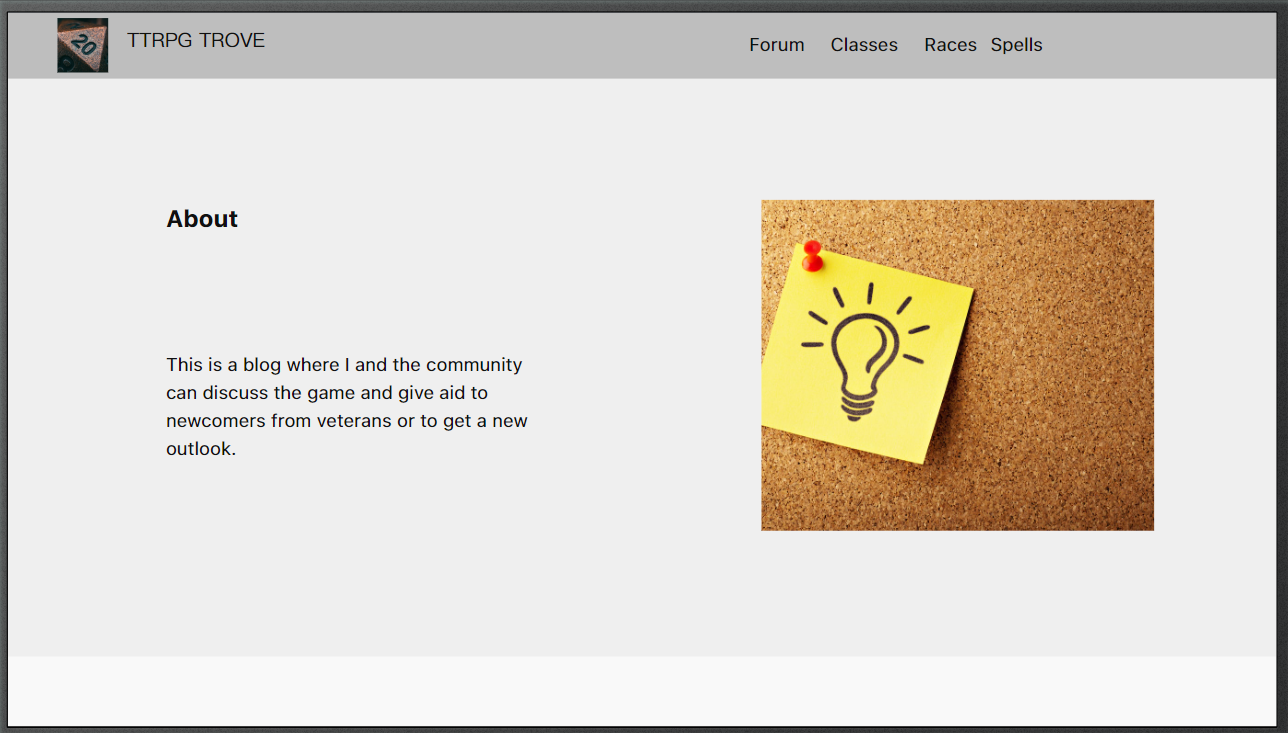 20
TTRPG TROVE
Forum Classes Races Spells
About
This is a blog where I and the community
can discuss the game and give aid to
newcomers from veterans or to get a new
outlook.